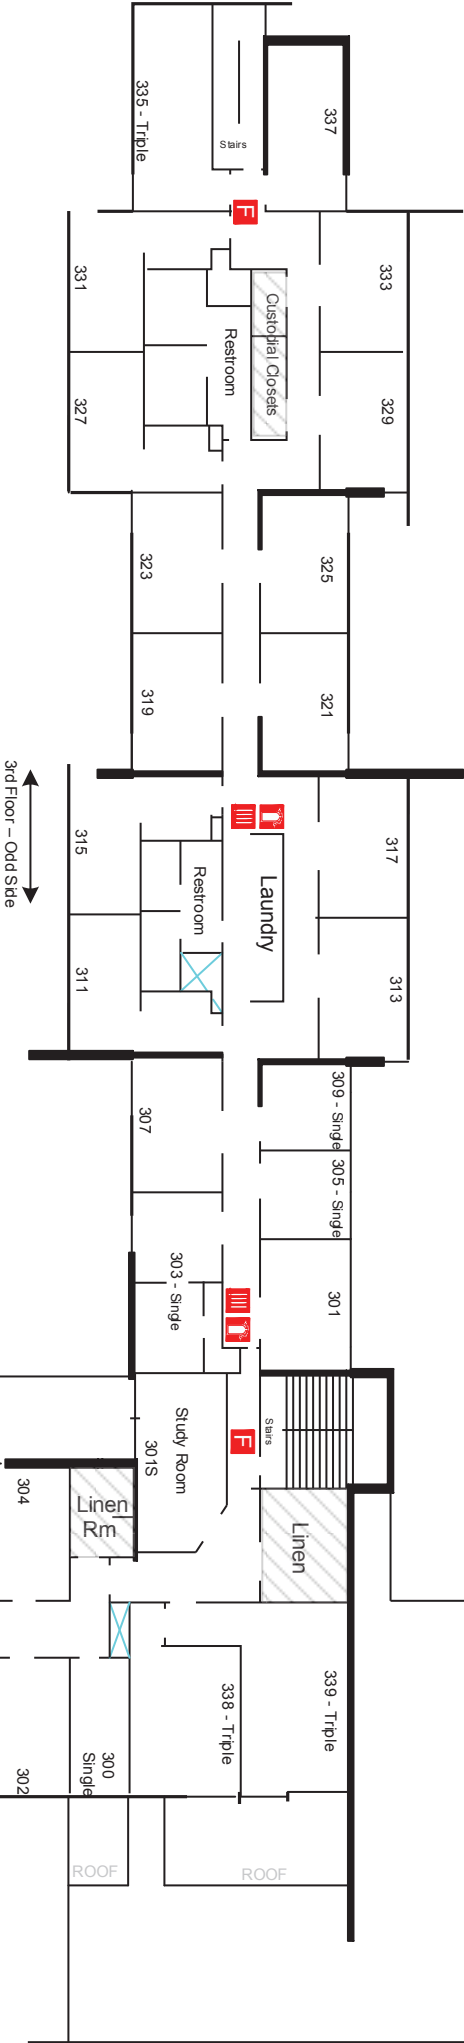 335 - Triple
Stairs
337
F
331
333
Custodial Closets
Restroom
327
329
323
325
319
321
3rd Floor – Odd Side
315
317
Laundry
Restroom
311
313
307
309 - Single
305 - Single
303 - Single
301
Study Room
301S
F
Stairs
304
Linen
Rm
Linen
338 - Triple
339 - Triple
300
Single
302
ROOF
ROOF